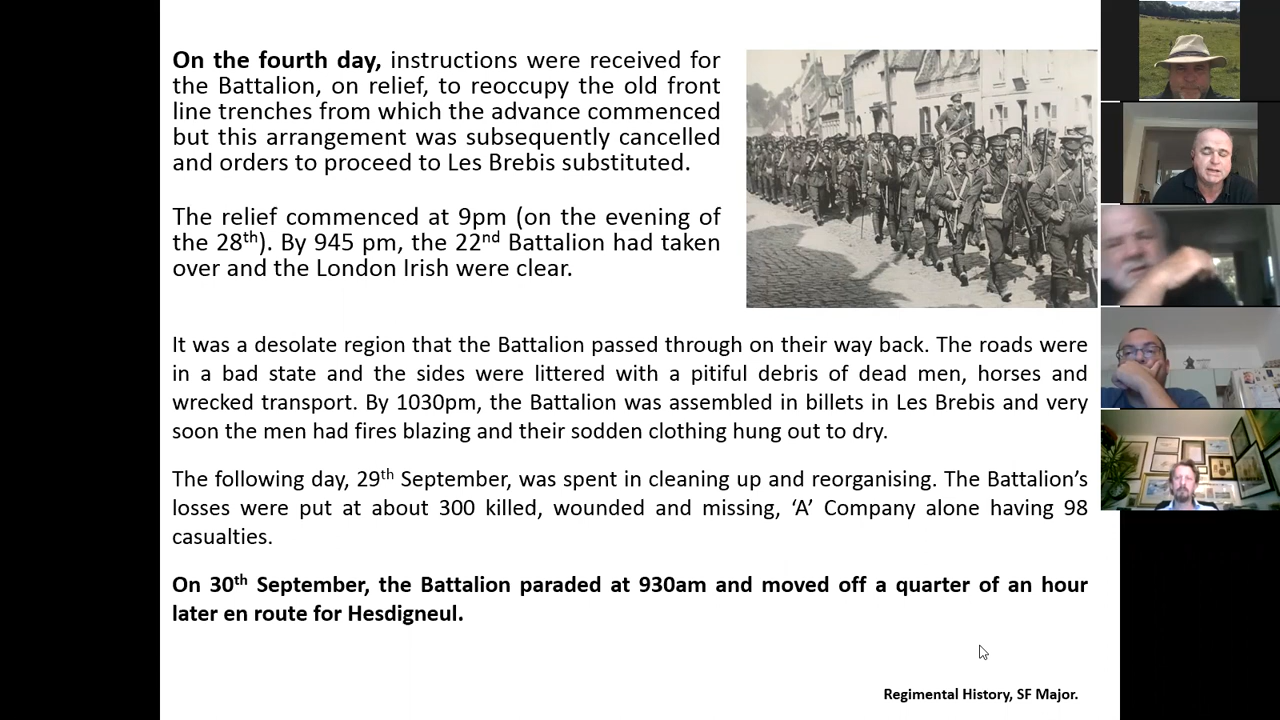 On the fourth day, instructions were received for
the Battalion, on relief, to reoccupy the old front
line trenches from which the advance commenced
but this arrangement was subsequently cancelled
and orders to proceed to Les Brebis substituted.
The relief commenced at 9pm (on the evening of
the 28th). By 945 pm, the 22nd Battalion had taken
over and the London Irish were clear.
It was a desolate region that the Battalion passed through on their way back. The roads were
in a bad state and the sides were littered with a pitiful debris of dead men, horses and
wrecked transport. By 1030pm, the Battalion was assembled in billets in Les Brebis and very
soon the men had fires blazing and their sodden clothing hung out to dry.
The following day, 29th September, was spent in cleaning up and reorganising. The Battalion’s
losses were put at about 300 killed, wounded and missing, ‘A’ Company alone having 98
casualties.
On 30th September, the Battalion paraded at 930am and moved off a quarter of an hour
later en route for Hesdigneul.
Regimental History, SF Major.